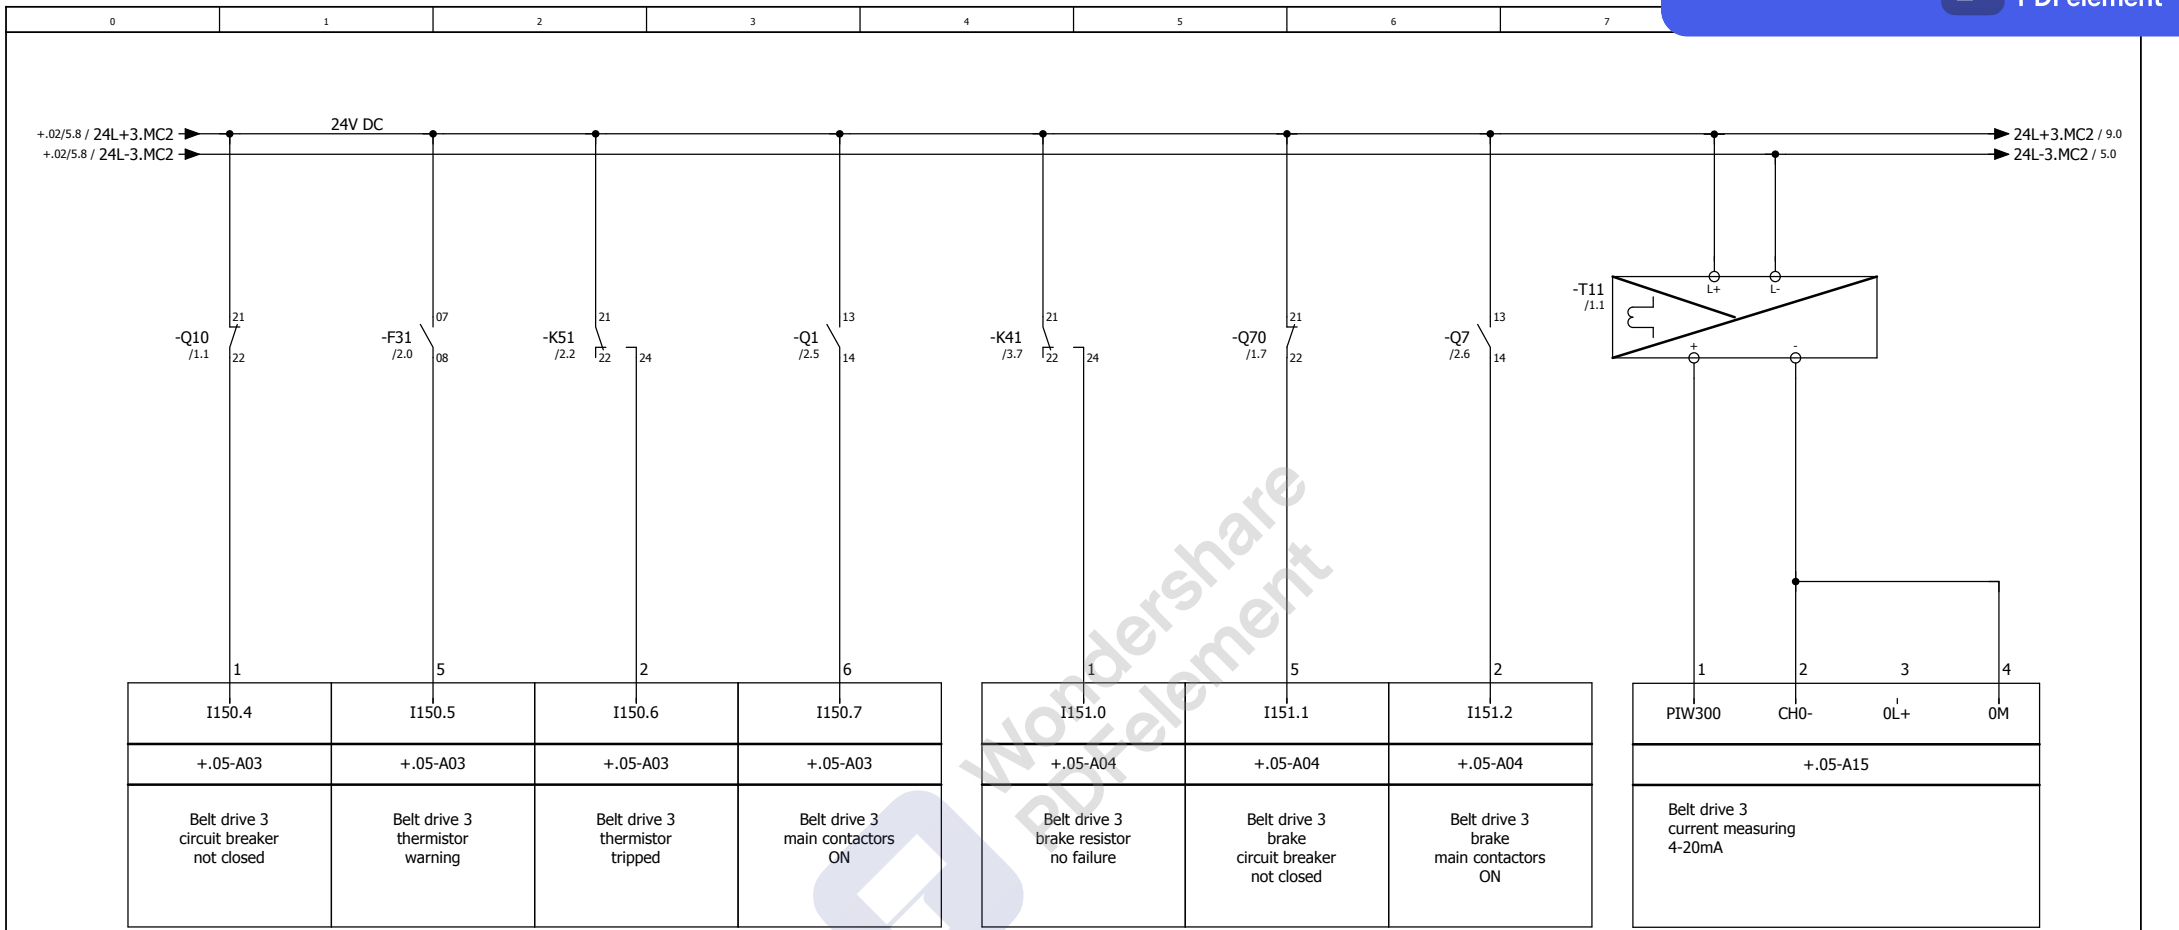 0 1 2 3 4 5 6 7
PDFelement
24V DC
+.02/5.8 / 24L+3.MC2
24L+3.MC2 / 9.0
+.02/5.8 / 24L-3.MC2
24L-3.MC2 / 5.0
-Q10
/1.1
21
22
-F31
/2.0
07
08
-K51
/2.2
21
22
24
-Q1
/2.5
13
14
-K41
/3.7
21
22
24
-Q70
/1.7
21
22
-Q7
/2.6
13
14
-T11
/1.1
L+
L-
+
-
Wondershare
PDFelement
1 5 2 6 1 5 2 1 2 3 4
I150.4 I150.5 I150.6 I150.7 I151.0 I151.1 I151.2 PIW300 CH0- 0L+ 0M
+.05-A03 +.05-A03 +.05-A03 +.05-A03 +.05-A04 +.05-A04 +.05-A04 +.05-A15
Belt drive 3
circuit breaker
not closed
Belt drive 3
thermistor
warning
Belt drive 3
thermistor
tripped
Belt drive 3
main contactors
ON
Belt drive 3
brake resistor
no failure
Belt drive 3
brake
circuit breaker
not closed
Belt drive 3
brake
main contactors
ON
Belt drive 3
current measuring
4-20mA